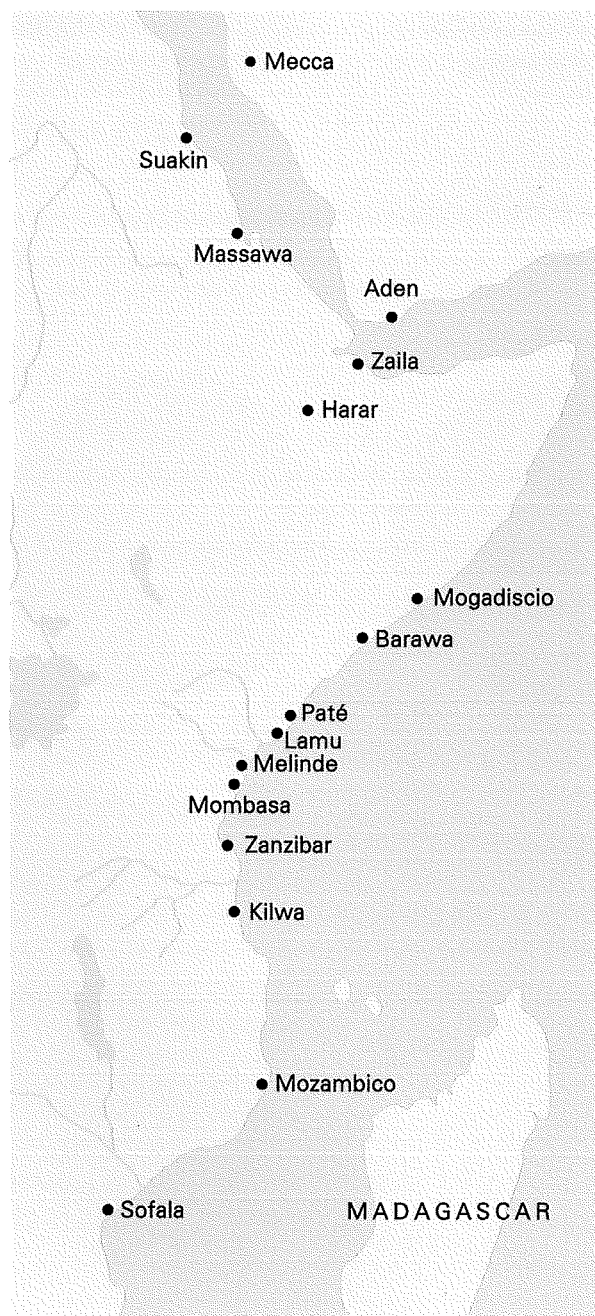 Mecca
Suakin
Massawa
Aden
Zaila
Harar
Mogadiscio
Barawa
Paté
Lamu
Melinde
Mombasa
Zanzibar
Kilwa
Mozambico
Sofala
MADAGASCAR